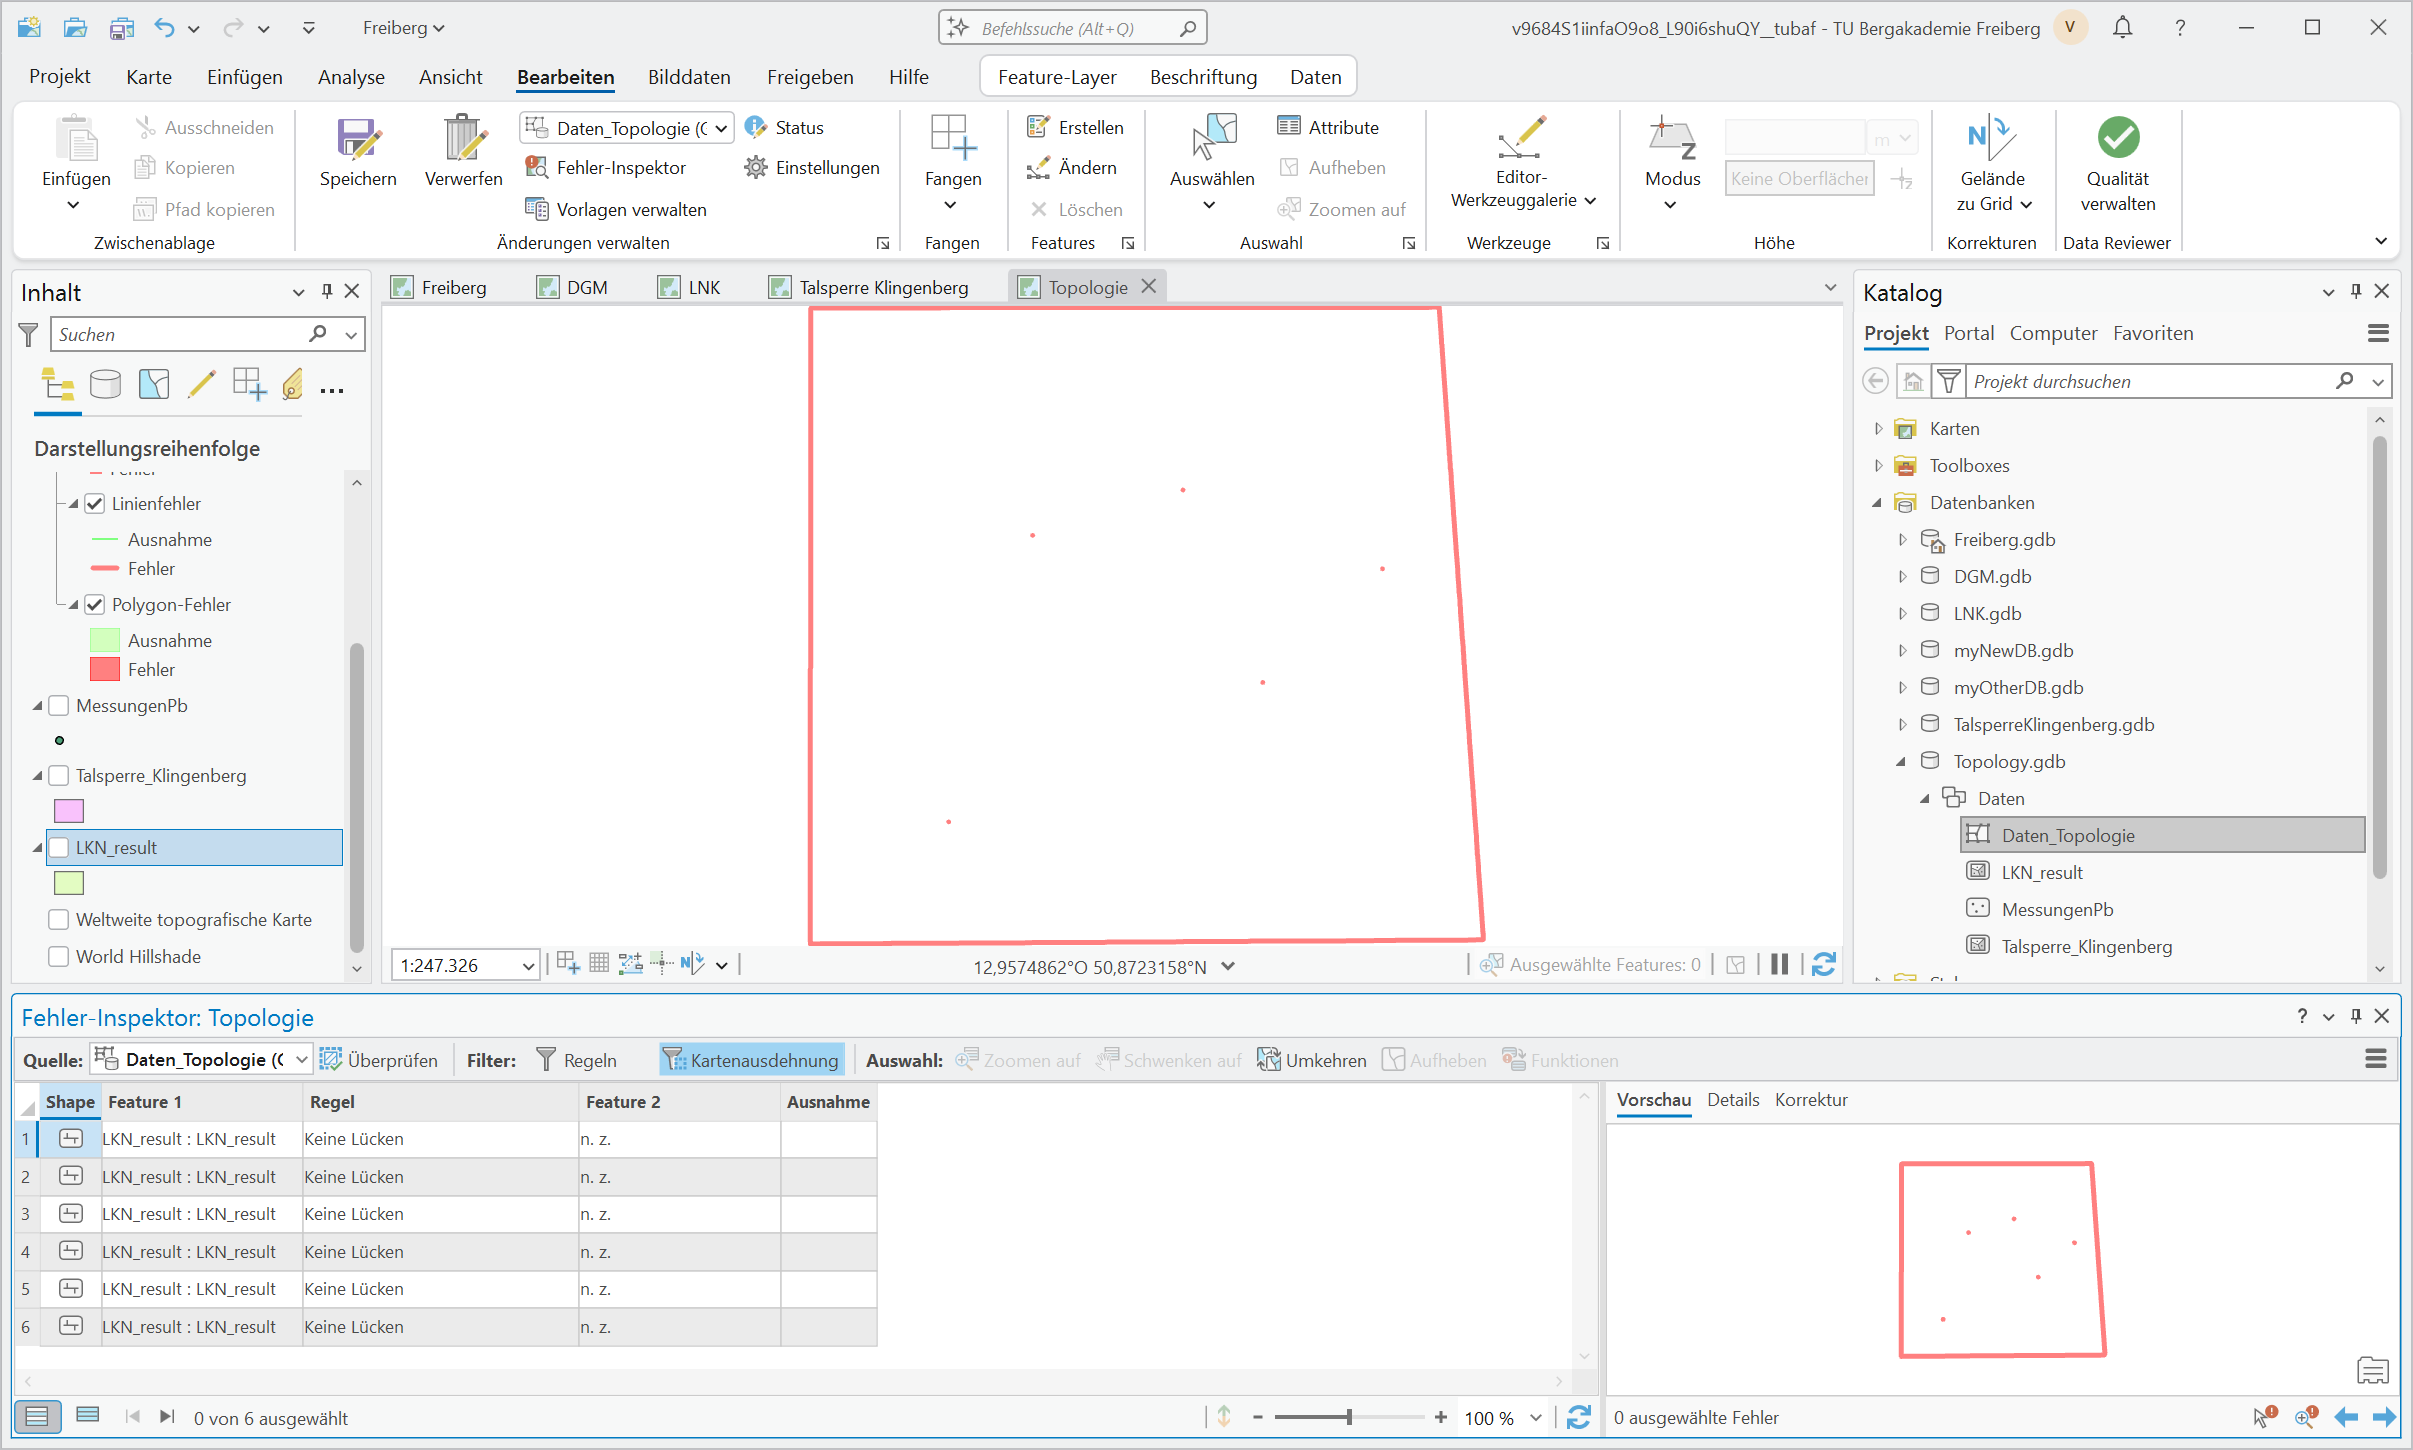 Freiberg
Befehlssuche (Alt+Q)
v9684S1iinfaO9o8_L90i6shuQY__tubaf - TU Bergakademie Freiberg
V
?
Projekt Karte Einfügen Analyse Ansicht Bearbeiten Bilddaten Freigeben Hilfe Feature-Layer Beschriftung Daten
Einfügen
Ausschneiden
Kopieren
Pfad kopieren
Zwischenablage
Speichern
Verwerfen
Daten_Topologie (
Fehler-Inspektor
Vorlagen verwalten
Status
Einstellungen
Änderungen verwalten
Fangen
Fangen
Erstellen
Ändern
Löschen
Features
Auswählen
Attribute
Aufheben
Zoomen auf
Auswahl
Editor-
Werkzeuggalerie
Werkzeuge
Modus
m
Keine Oberflächer
Höhe
Gelände
zu Grid
Korrekturen
Qualität
verwalten
Data Reviewer
Inhalt
Suchen
Darstellungsreihenfolge
Linienfehler
Ausnahme
Fehler
Polygon-Fehler
Ausnahme
Fehler
MessungenPb
Talsperre_Klingenberg
LKN_result
Weltweite topografische Karte
World Hillshade
Freiberg DGM LNK Talsperre Klingenberg Topologie
1:247.326
12,9574862°O 50,8723158°N
Ausgewählte Features: 0
Katalog
Projekt Portal Computer Favoriten
Projekt durchsuchen
Karten
Toolboxes
Datenbanken
Freiberg.gdb
DGM.gdb
LNK.gdb
myNewDB.gdb
myOtherDB.gdb
TalsperreKlingenberg.gdb
Topology.gdb
Daten
Daten_Topologie
LKN_result
MessungenPb
Talsperre_Klingenberg
Fehler-Inspektor: Topologie
?
Quelle: Daten_Topologie (
Überprüfen Filter: Regeln Kartenausdehnung Auswahl: Zoomen auf Schwenken auf Umkehren Aufheben Funktionen
Shape Feature 1 Regel Feature 2 Ausnahme
1 LKN_result : LKN_result Keine Lücken n. z.
2 LKN_result : LKN_result Keine Lücken n. z.
3 LKN_result : LKN_result Keine Lücken n. z.
4 LKN_result : LKN_result Keine Lücken n. z.
5 LKN_result : LKN_result Keine Lücken n. z.
6 LKN_result : LKN_result Keine Lücken n. z.
0 von 6 ausgewählt
100 %
Vorschau Details Korrektur
0 ausgewählte Fehler